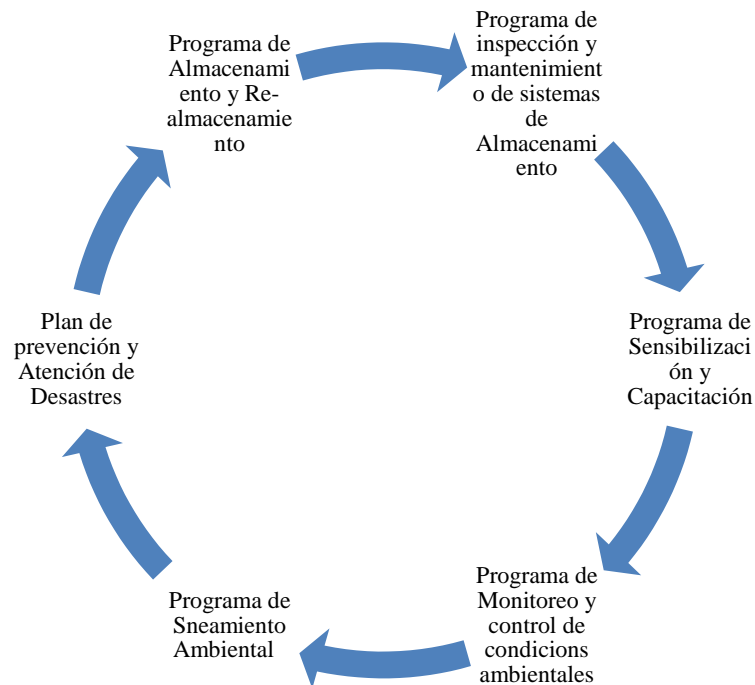 Programa de
Almacenami
ento y Re-
almacenamie
nto
Programa de
inspección y
mantenimient
o de sistemas
de
Almacenami
ento
Programa de
Sensibilizaci
ón y
Capacitación
Programa de
Monitoreo y
control de
condicions
ambientales
Programa de
Sneamiento
Ambiental
Plan de
prevención y
Atención de
Desastres